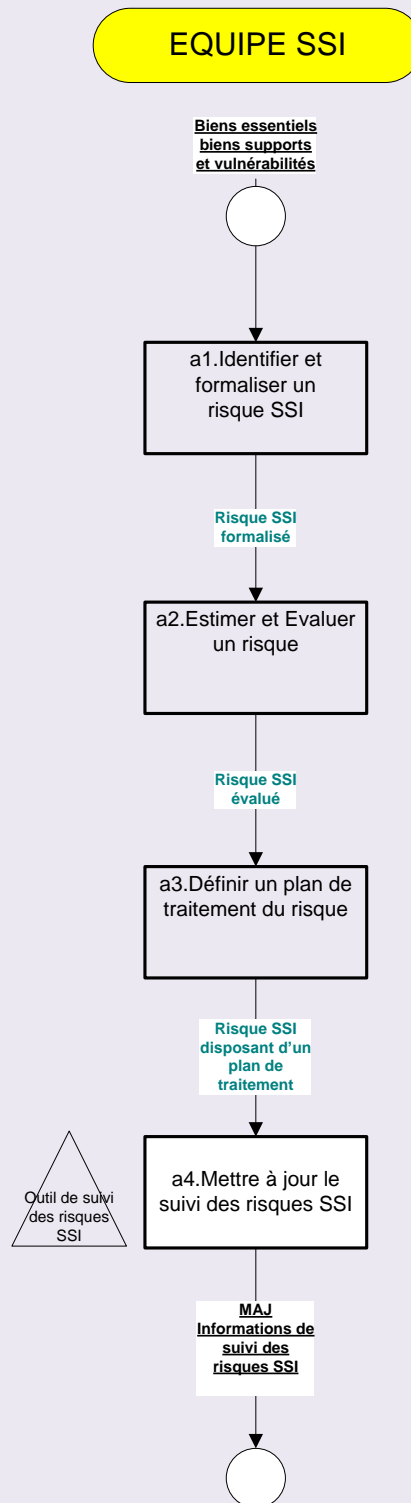 EQUIPE SSI
Biens essentiels
biens supports
et vulnérabilités
a1.Identifier et
formaliser un
risque SSI
Risque SSI
formalisé
a2.Estimer et Evaluer
un risque
Risque SSI
évalué
a3.Définir un plan de
traitement du risque
Risque SSI
disposant d’un
plan de
traitement
Outil de suivi
des risques
SSI
a4.Mettre à jour le
suivi des risques SSI
MAJ
Informations de
suivi des
risques SSI